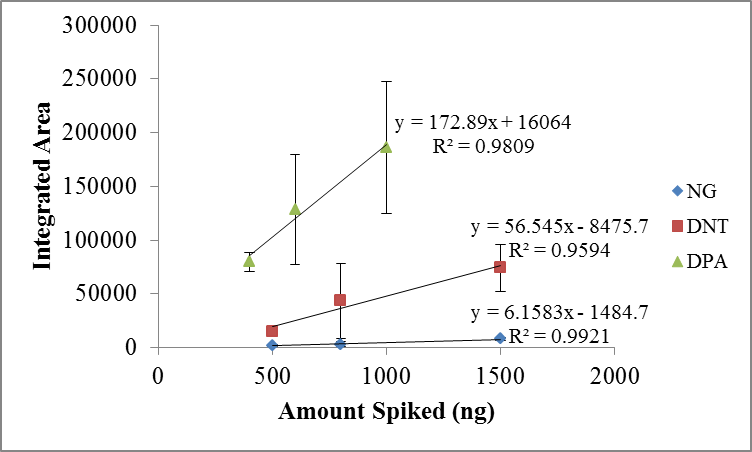 300000
250000
200000
150000
100000
50000
0
Integrated Area
0
500
1000
1500
2000
Amount Spiked (ng)
y = 172.89x + 16064
R² = 0.9809
y = 56.545x - 8475.7
R² = 0.9594
y = 6.1583x - 1484.7
R² = 0.9921
NG
DNT
DPA